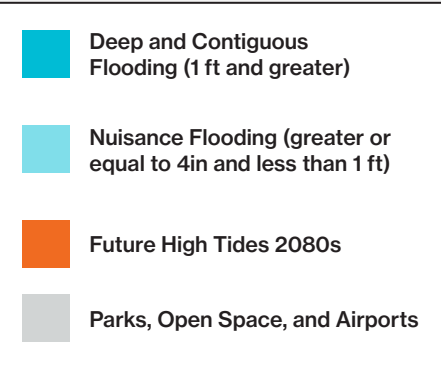 Deep and Contiguous
Flooding (1 ft and greater)
Nuisance Flooding (greater or
equal to 4in and less than 1 ft)
Future High Tides 2080s
Parks, Open Space, and Airports